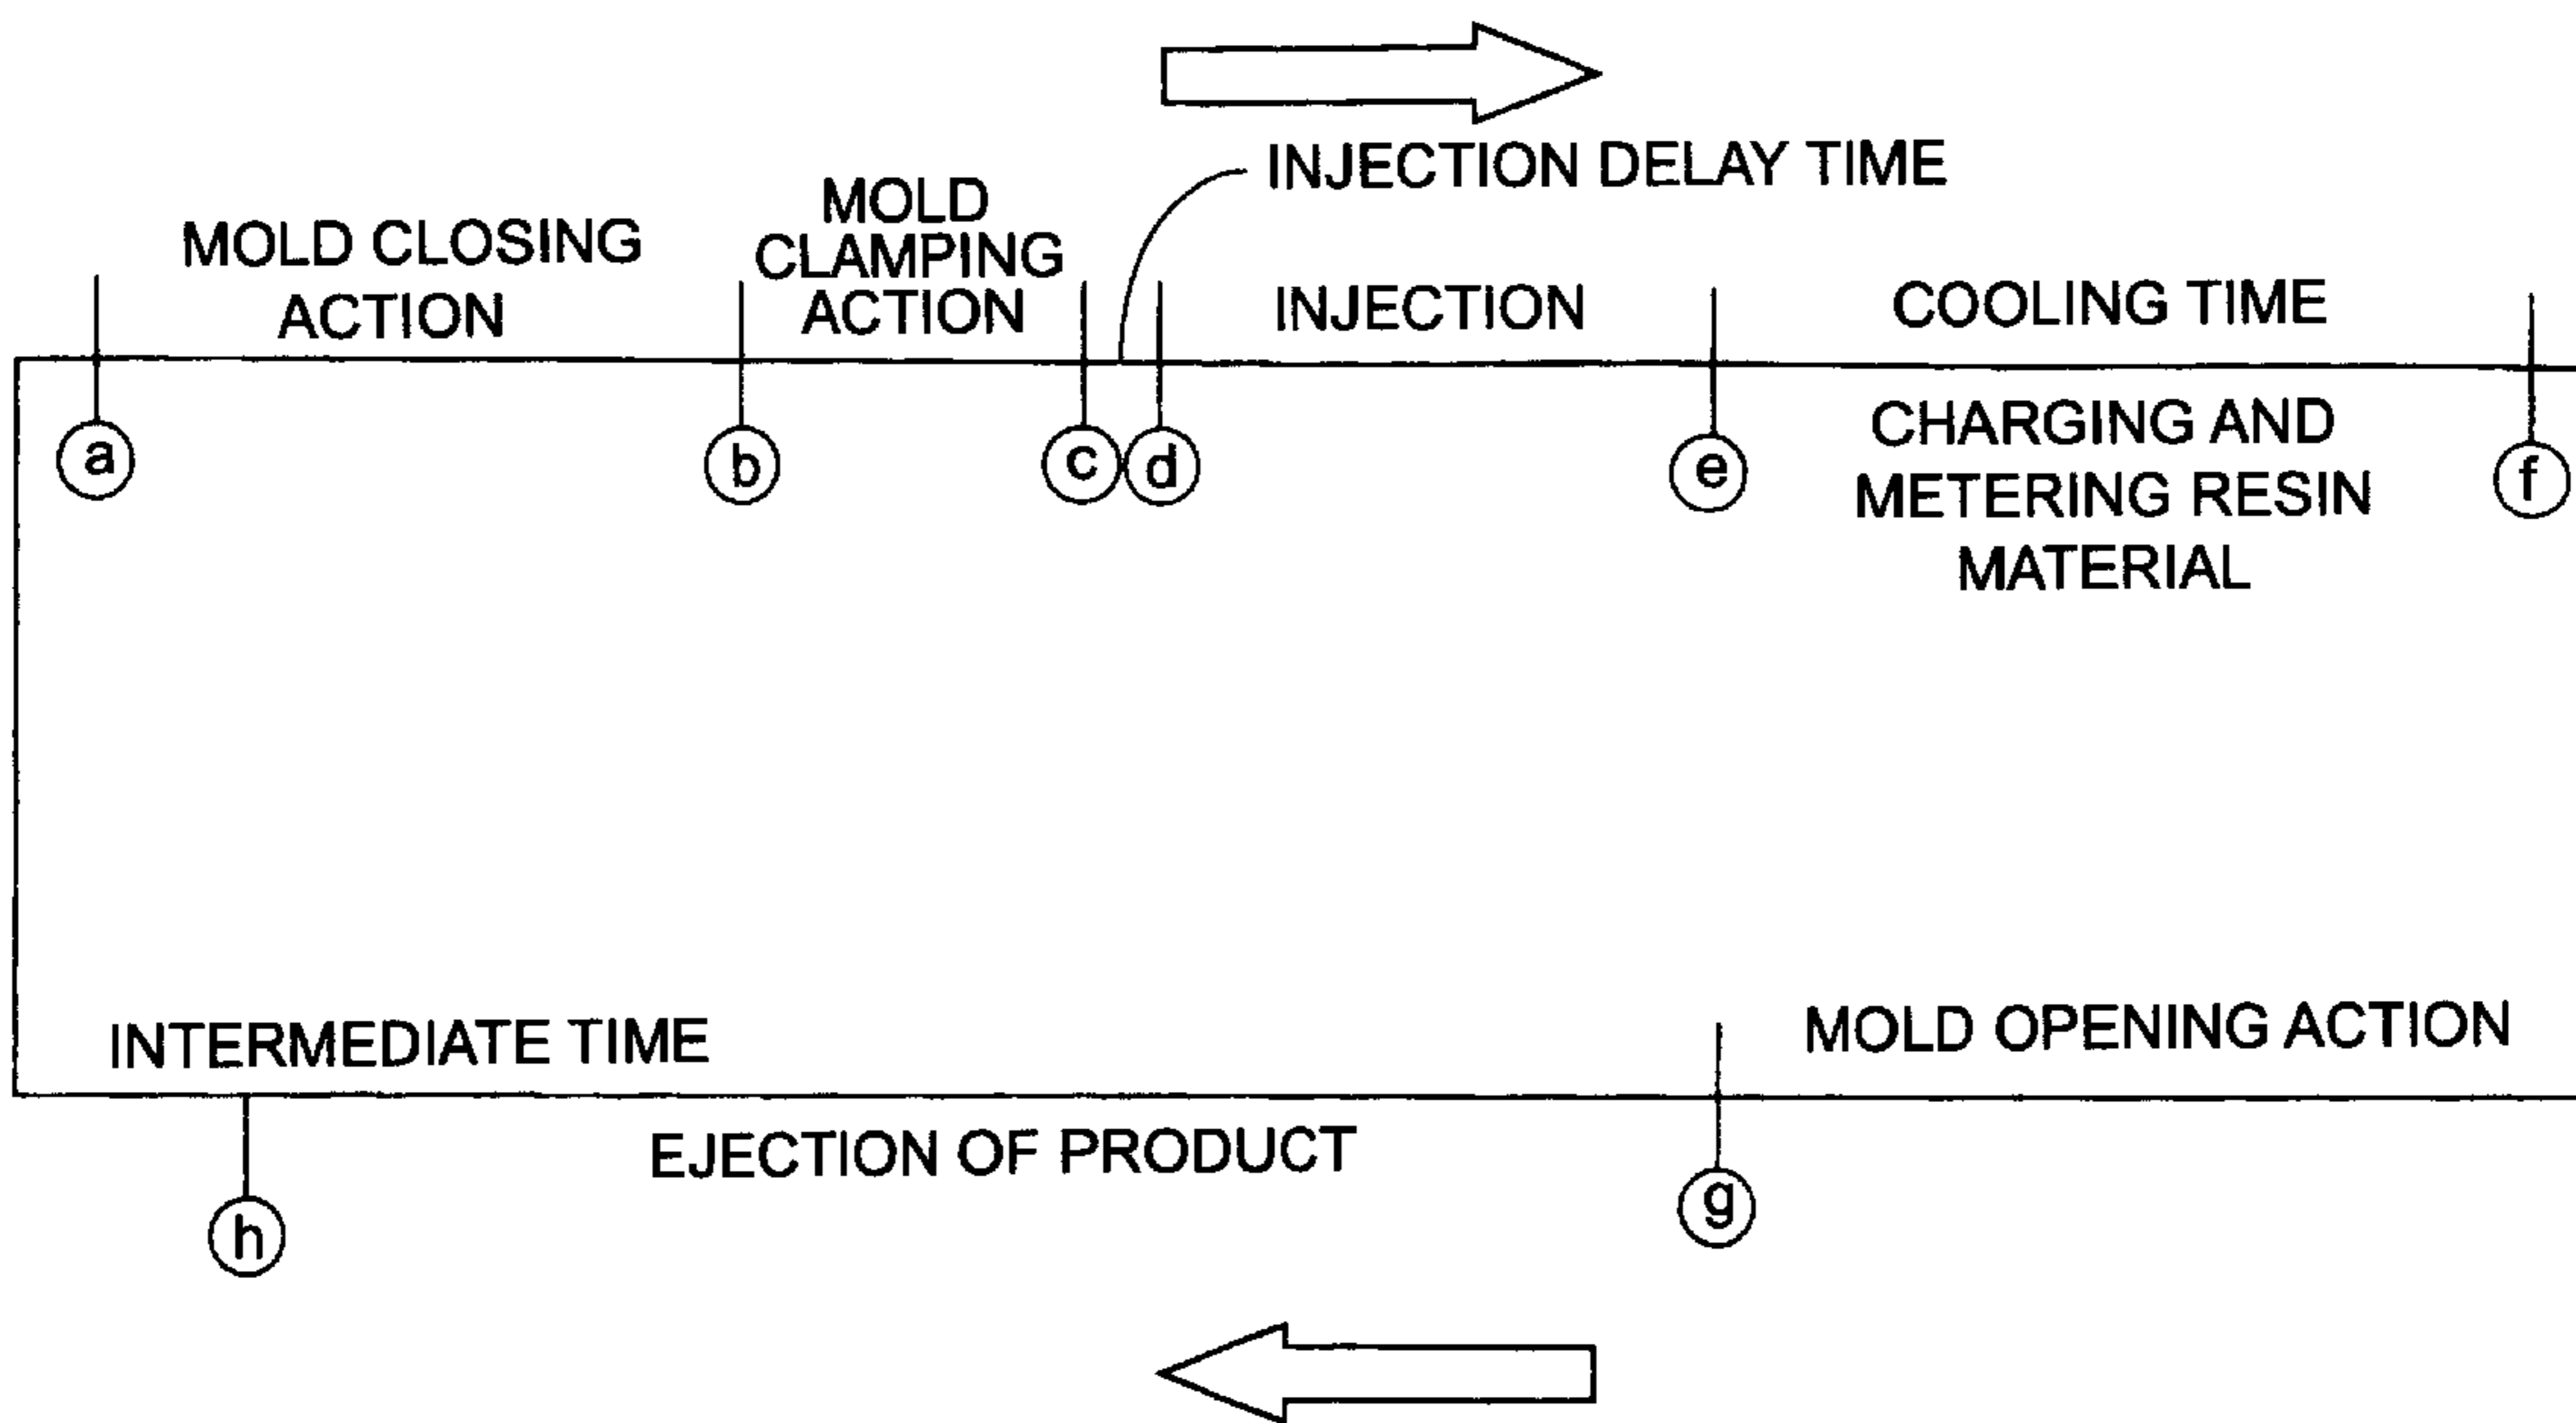 INJECTION DELAY TIME
MOLD CLOSING
ACTION
MOLD
CLAMPING
ACTION
INJECTION
COOLING TIME
a
b
c
d
e
f
CHARGING AND
METERING RESIN
MATERIAL
INTERMEDIATE TIME
MOLD OPENING ACTION
EJECTION OF PRODUCT
h
g